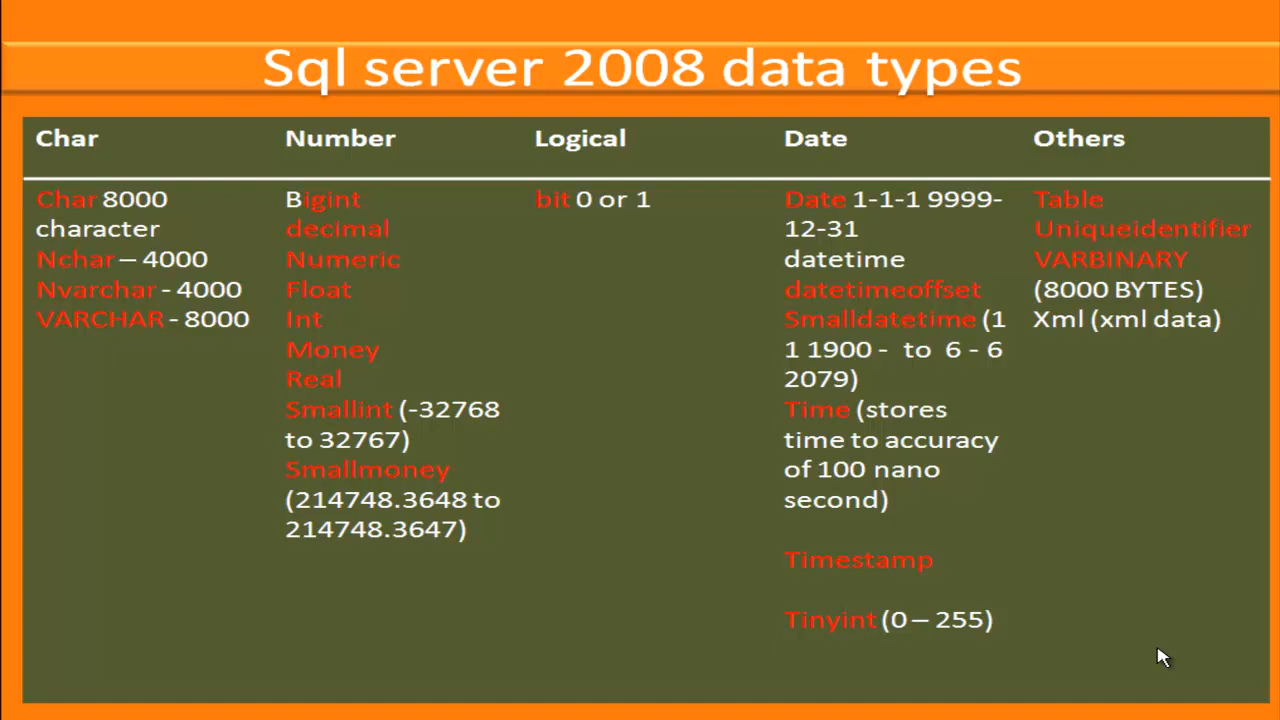 Sql server 2008 data types
Char
Number
Logical
Date
Others
Char 8000
character
Nchar – 4000
Nvarchar - 4000
VARCHAR - 8000
Bigint
decimal
Numeric
Float
Int
Money
Real
Smallint (-32768
to 32767)
Smallmoney
(214748.3648 to
214748.3647)
bit 0 or 1
Date 1-1-1 9999-
12-31
datetime
datetimeoffset
Smalldatetime (1
1 1900 - to 6 - 6
2079)
Time (stores
time to accuracy
of 100 nano
second)
Timestamp
Tinyint (0 – 255)
Table
Uniqueidentifier
VARBINARY
(8000 BYTES)
Xml (xml data)